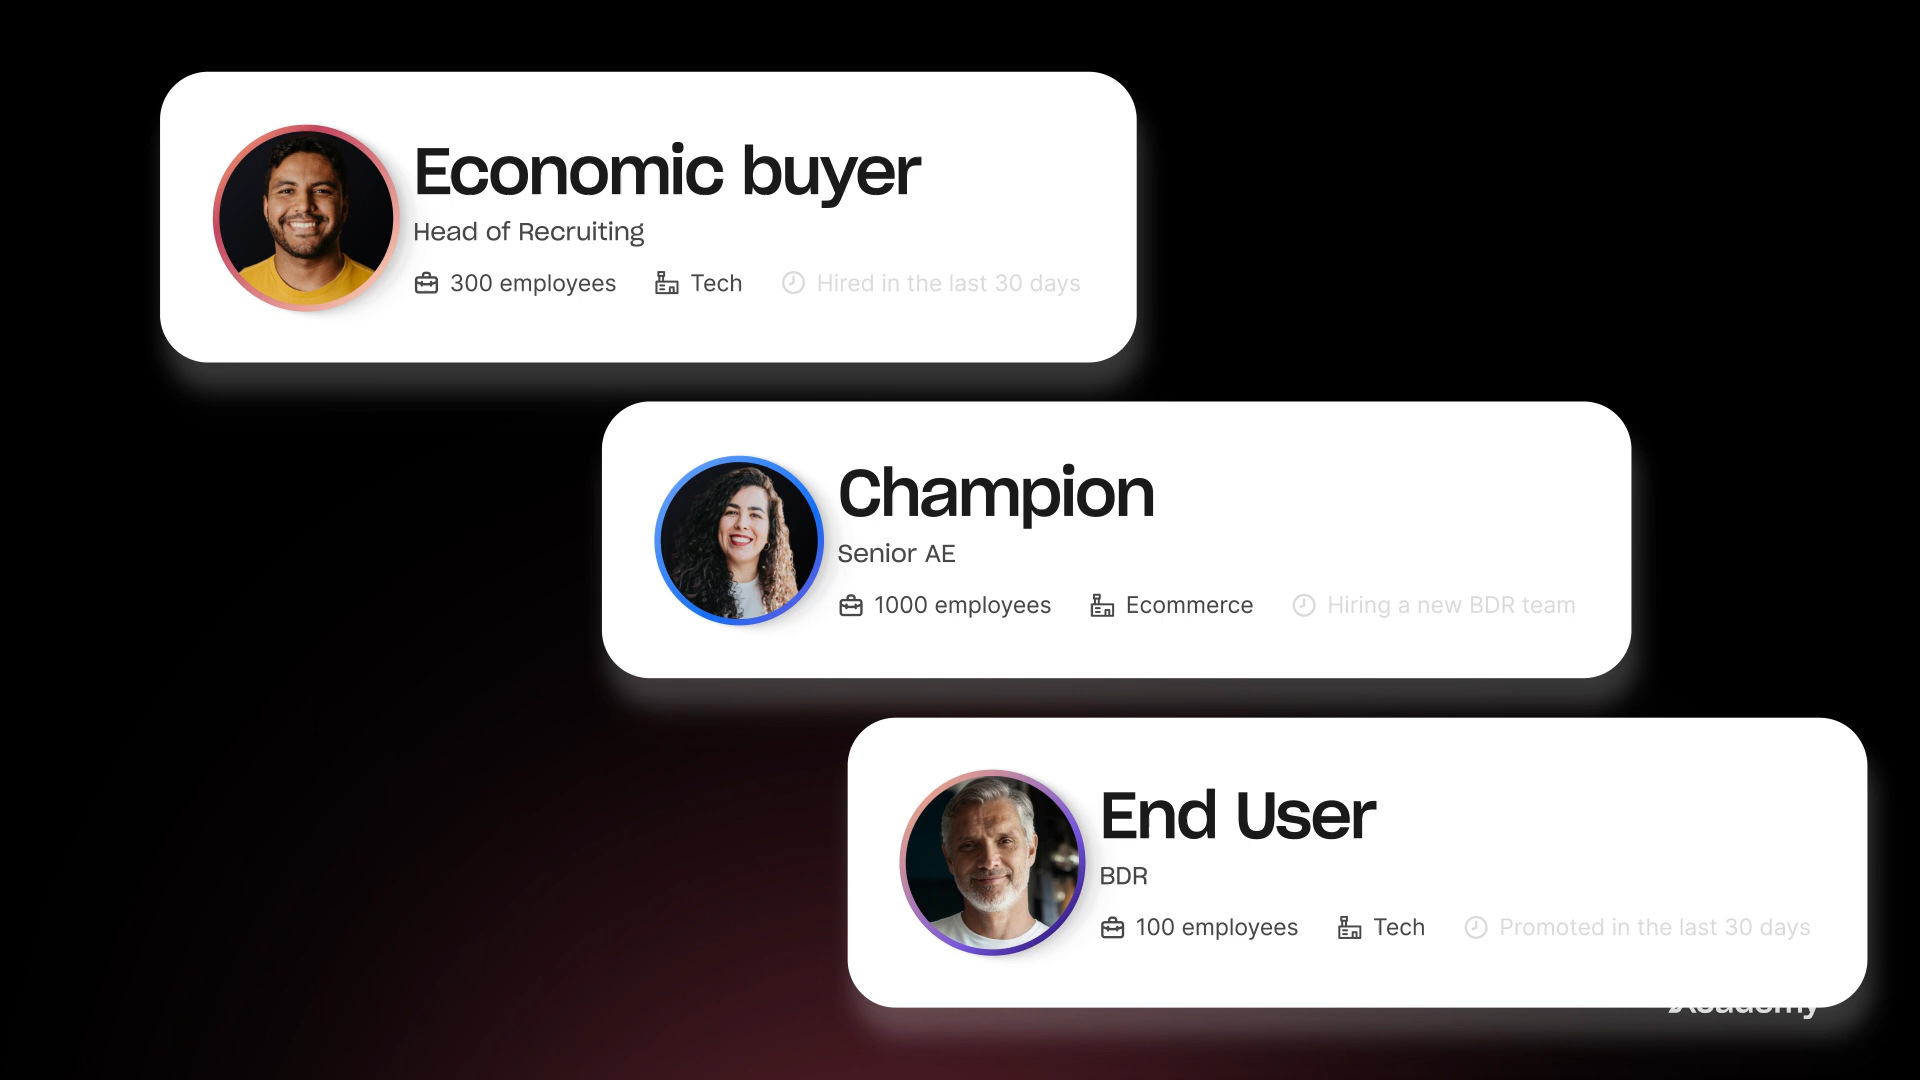 Economic buyer
Head of Recruiting
300 employees Tech Hired in the last 30 days
Champion
Senior AE
1000 employees Ecommerce Hiring a new BDR team
End User
BDR
100 employees Tech Promoted in the last 30 days
Academy